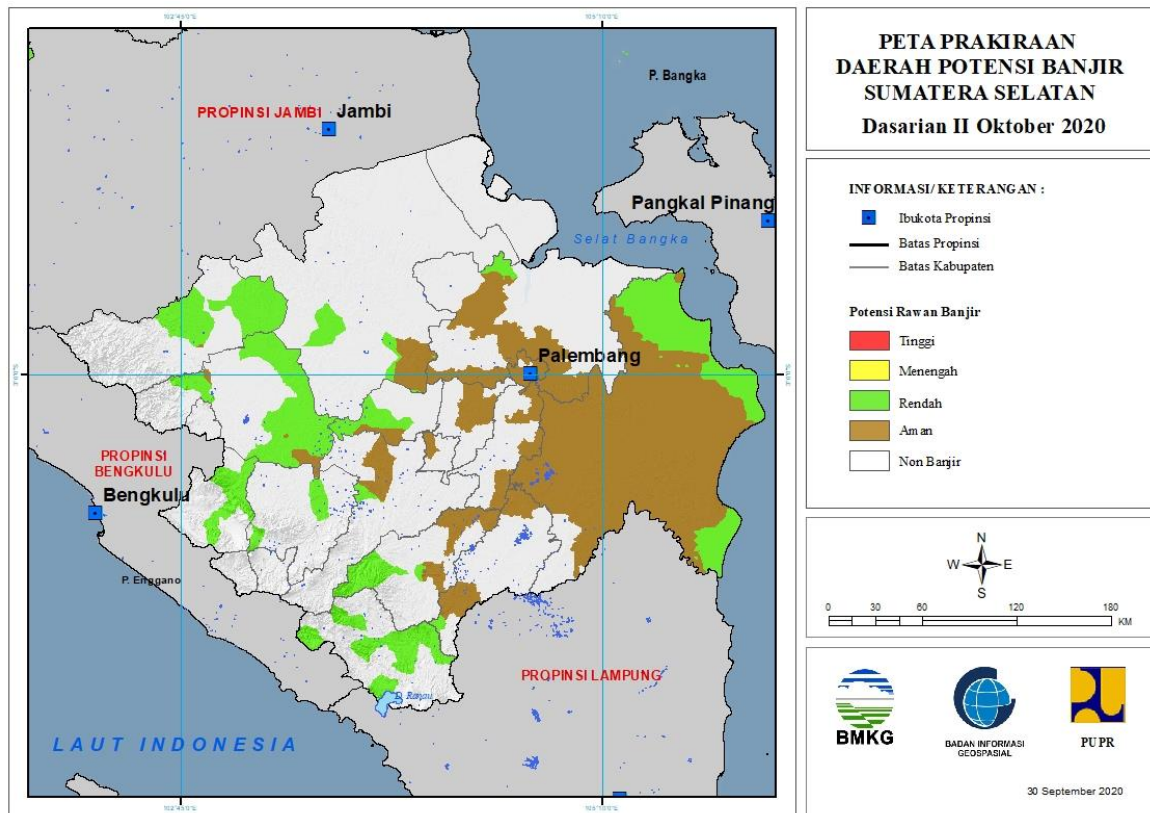 PETA PRAKIRAAN
DAERAH POTENSI BANJIR
SUMATERA SELATAN
Dasarian II Oktober 2020
INFORMASI/KETERANGAN :
Ibukota Propinsi
Batas Propinsi
Batas Kabupaten
Potensi Rawan Banjir
Tinggi
Menengah
Rendah
Aman
Non Banjir
N
W E
S
0 30 60 120 180
KM
BMKG
BADAN INFORMASI
GEOSPASIAL
PUPR
30 September 2020
P. Bangka
PROPINSI JAMBI
Jambi
Pangkal Pinang
Selat Bangka
Palembang
PROPINSI
BENGKULU
Bengkulu
P. Enggano
PROPINSI LAMPUNG
D. Ranau
LAUT INDONESIA